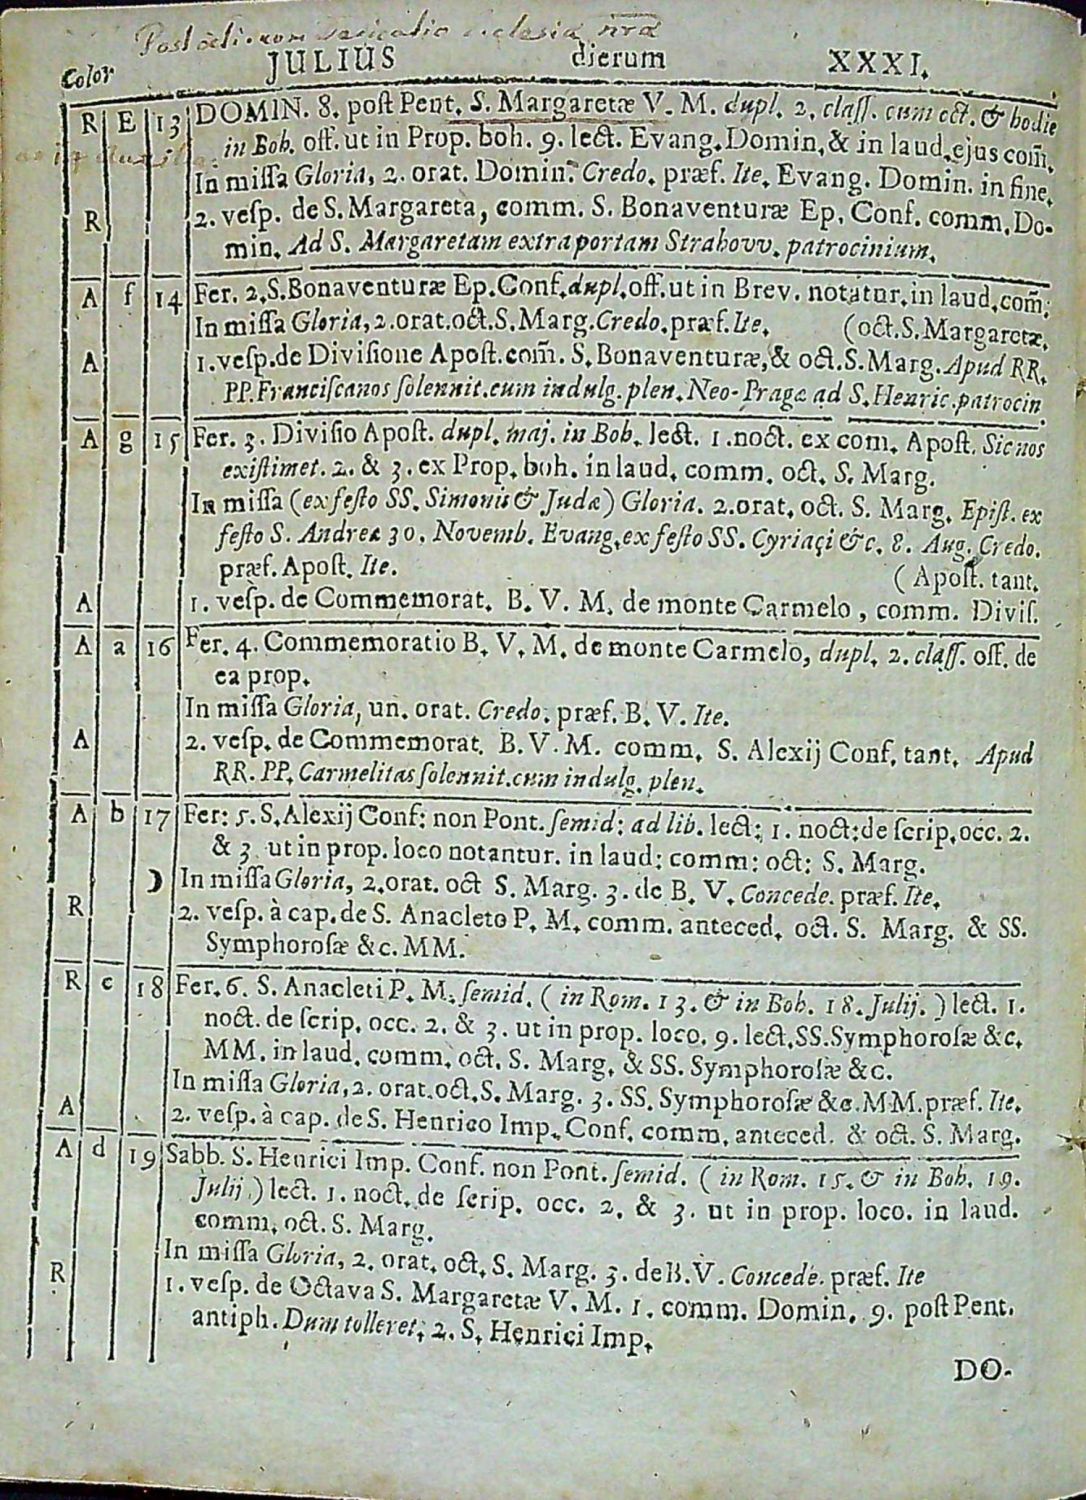 Color JULIUS dierum XXXI.
R E 13 DOMIN. 8. poſt Pent. S. Margaretæ V. M. dupl. 2. claſſ. cum oct. & hodie
in Boh. off. ut in Prop. boh. 9. lect. Evang. Domin. & in laud. ejus com̃.
In miſſa Gloria, 2. orat. Domin. Credo. præf. Ite. Evang. Domin. in fine.
R 2. veſp. de S. Margareta, comm. S. Bonaventuræ Ep. Conf. comm. Do-
min. Ad S. Margaretam extra portam Strahovv. patrocinium.
A f 14 Fer. 2. S. Bonaventuræ Ep. Conf. dupl. off. ut in Brev. notatur. in laud. com̃:
In miſſa Gloria, 2. orat. oct. S. Marg. Credo. præf. Ite. (oct. S. Margaretæ.
A 1. veſp. de Diviſione Apoſt. com̃. S. Bonaventuræ, & oct. S. Marg. Apud RR.
PP. Franciſcanos ſolennit. cum indulg. plen. Neo-Pragæ ad S. Henric. patrocin.
A g 15 Fer. 3. Diviſio Apoſt. dupl. maj. in Boh. lect. 1. noct. ex com. Apoſt. Sic nos
exiſtimet. 2. & 3. ex Prop. boh. in laud. comm. oct. S. Marg.
In miſſa (ex feſto SS. Simonis & Judæ) Gloria. 2. orat. oct. S. Marg. Epiſt. ex
feſto S. Andreæ 30. Novemb. Evang. ex feſto SS. Cyriaçi &c. 8. Aug. Credo.
præf. Apoſt. Ite. (Apoſt. tant.
A 1. veſp. de Commemorat. B. V. M. de monte Carmelo, comm. Diviſ.
A a 16 Fer. 4. Commemoratio B. V. M. de monte Carmelo, dupl. 2. claſſ. off. de
ea prop.
In miſſa Gloria, un. orat. Credo. præf. B. V. Ite.
A 2. veſp. de Commemorat. B. V. M. comm. S. Alexij Conf. tant. Apud
RR. PP. Carmelitas ſolennit. cum indulg. plen.
A b 17 Fer: 5. S. Alexij Conf: non Pont. ſemid: ad lib. lect: 1. noct: de ſcrip. occ. 2.
& 3. ut in prop. loco notantur. in laud: comm: oct: S. Marg.
☽ In miſſa Gloria, 2. orat. oct S. Marg. 3. de B. V. Concede. præf. Ite.
R 2. veſp. à cap. de S. Anacleto P. M. comm. anteced. oct. S. Marg. & SS.
Symphoroſæ &c. MM.
R c 18 Fer. 6. S. Anacleti P. M. ſemid. (in Rom. 13. & in Boh. 18. Julij.) lect. 1.
noct. de ſcrip. occ. 2. & 3. ut in prop. loco. 9. lect. SS. Symphoroſæ &c.
MM. in laud. comm. oct. S. Marg. & SS. Symphoroſæ &c.
In miſſa Gloria, 2. orat. oct. S. Marg. 3. SS. Symphoroſæ &c. MM. præf. Ite.
A 2. veſp. à cap. de S. Henrico Imp. Conf. comm. anteced. & oct. S. Marg.
A d 19 Sabb. S. Henrici Imp. Conf. non Pont. ſemid. (in Rom. 15. & in Boh. 19.
Julij.) lect. 1. noct. de ſcrip. occ. 2. & 3. ut in prop. loco. in laud.
comm. oct. S. Marg.
In miſſa Gloria, 2. orat. oct. S. Marg. 3. de B. V. Concede. præf. Ite
R 1. veſp. de Octava S. Margaretæ V. M. 1. comm. Domin. 9. poſt Pent.
antiph. Dum tolleret. 2. S. Henrici Imp.
DO-